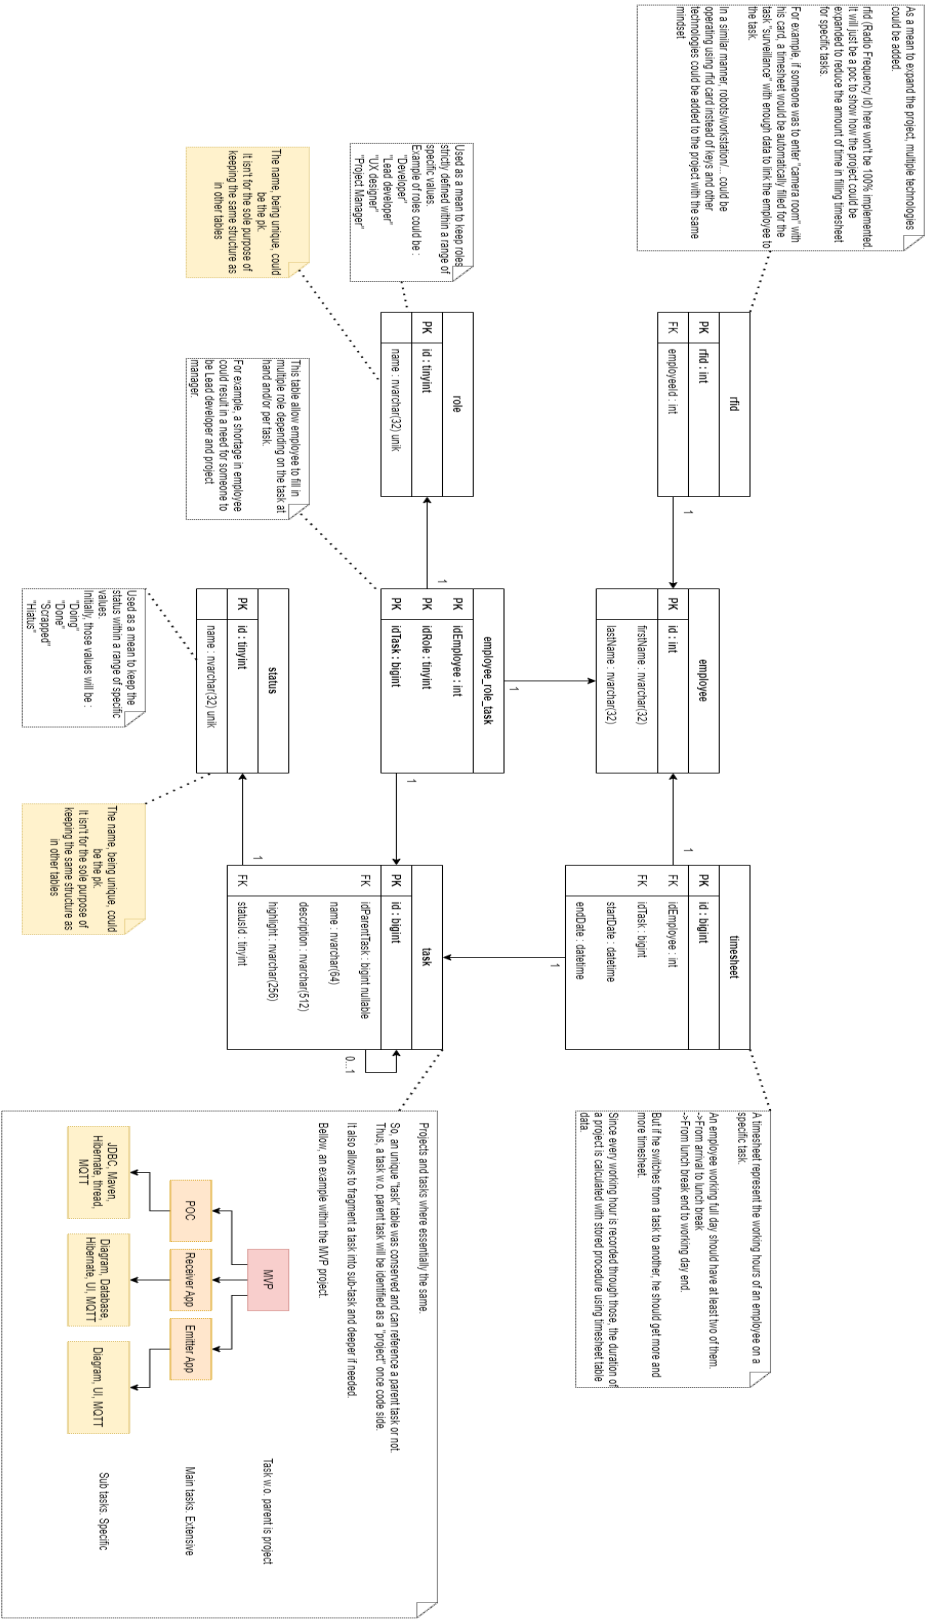 As a mean to expand the project, multiple technologies
could be added.
rfid (Radio Frequency Id) here won't be 100% implemented.
It will just be a poc to show how the project could be
expanded to reduce the amount of time in filling timesheet
for specific tasks.
For example, if someone was to enter "camera room" with
his card, a timesheet would be automatically filled for the
task "surveillance" with enough data to link the employee to
the task.
In a similar manner, robots/workstation/... could be
operating using rfid card instead of keys and other
technologies could be added to the project with the same
mindset
rfid
PK rfid : int
FK employeeId : int
1
employee
PK id : int
firstName : nvarchar(32)
lastName : nvarchar(32)
1
timesheet
PK id : bigint
FK idEmployee : int
FK idTask : bigint
startDate : datetime
endDate : datetime
A timesheet represent the working hours of an employee on a
specific task.
An employee working full day should have at least two of them.
->From arrival to lunch break
->From lunch break end to working day end.
But if he switches from a task to another, he should get more and
more timesheet.
Since every working hour is recorded through those, the duration of
a project is calculated with stored procedure using timesheet table
data.
Used as a mean to keep roles
strictly defined within a range of
specific values.
Example of roles could be :
"Developer"
"Lead developer"
"UX designer"
"Project Manager"
The name, being unique, could
be the pk.
It isn't for the sole purpose of
keeping the same structure as
in other tables
role
PK id : tinyint
name : nvarchar(32) unik
1
employee_role_task
PK idEmployee : int
PK idRole : tinyint
PK idTask : bigint
1
1
1
This table allow employee to fill in
multiple role depending on the task at
hand and/or per task.
For example, a shortage in employee
could result in a need for someone to
be Lead developer and project
manager.
task
PK id : bigint
FK idParentTask : bigint nullable
name : nvarchar(64)
description : nvarchar(512)
highlight : nvarchar(256)
FK statusId : tinyint
0...1
1
status
PK id : tinyint
name : nvarchar(32) unik
Used as a mean to keep the
status within a range of specific
values.
Initially, those values will be :
"Doing"
"Done"
"Scrapped"
"Hiatus"
The name, being unique, could
be the pk.
It isn't for the sole purpose of
keeping the same structure as
in other tables
Projects and tasks where essentially the same.
So, an unique "task" table was conserved and can reference a parent task or not.
Thus, a task w.o. parent task will be identified as a "project" once code side.
It also allows to fragment a task into sub-task and deeper if needed.
Bellow, an example within the MVP project.
MVP
Task w.o. parent is project
POC
Receiver App
Emitter App
Main tasks. Extensive
JDBC, Maven,
Hibernate, thread,
MQTT
Diagram, Database,
Hibernate, UI, MQTT
Diagram, UI, MQTT
Sub tasks. Specific